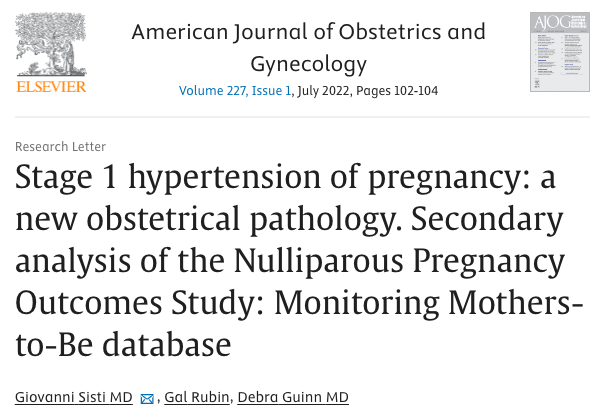 American Journal of Obstetrics and
Gynecology
Volume 227, Issue 1, July 2022, Pages 102-104
ELSEVIER
AJOG
Research Letter
Stage 1 hypertension of pregnancy: a
new obstetrical pathology. Secondary
analysis of the Nulliparous Pregnancy
Outcomes Study: Monitoring Mothers-
to-Be database
Giovanni Sisti MD , Gal Rubin, Debra Guinn MD